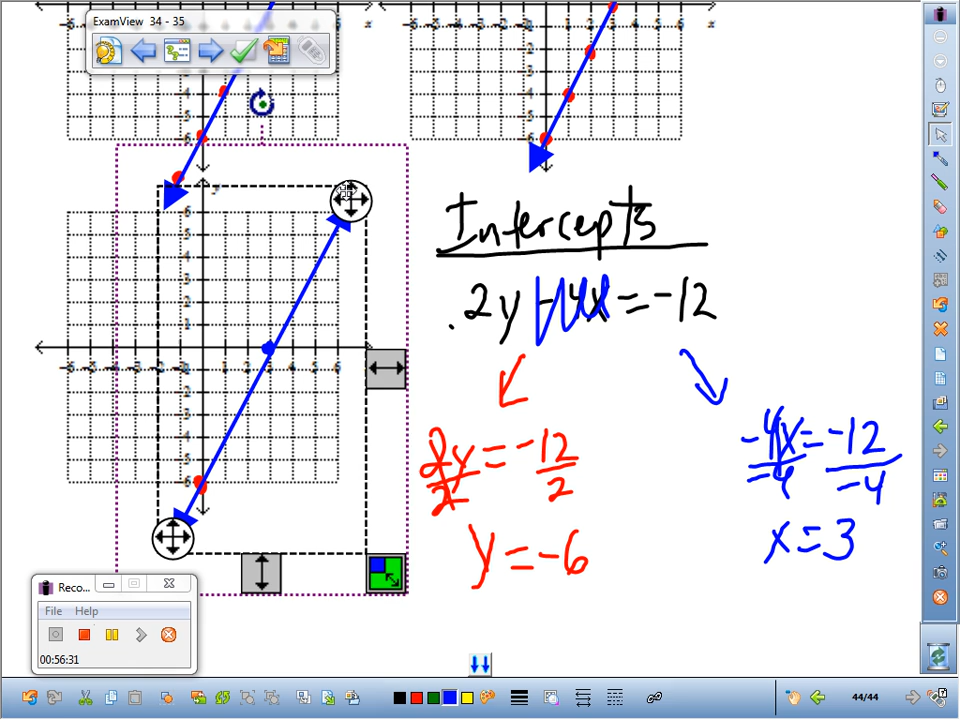 ExamView 34 - 35
x
x
Intercepts
2y - 4x = -12
2y = -12
2 2
y = -6
-4x = -12
-4 -4
x = 3
Reco...
File Help
00:56:31
44/44